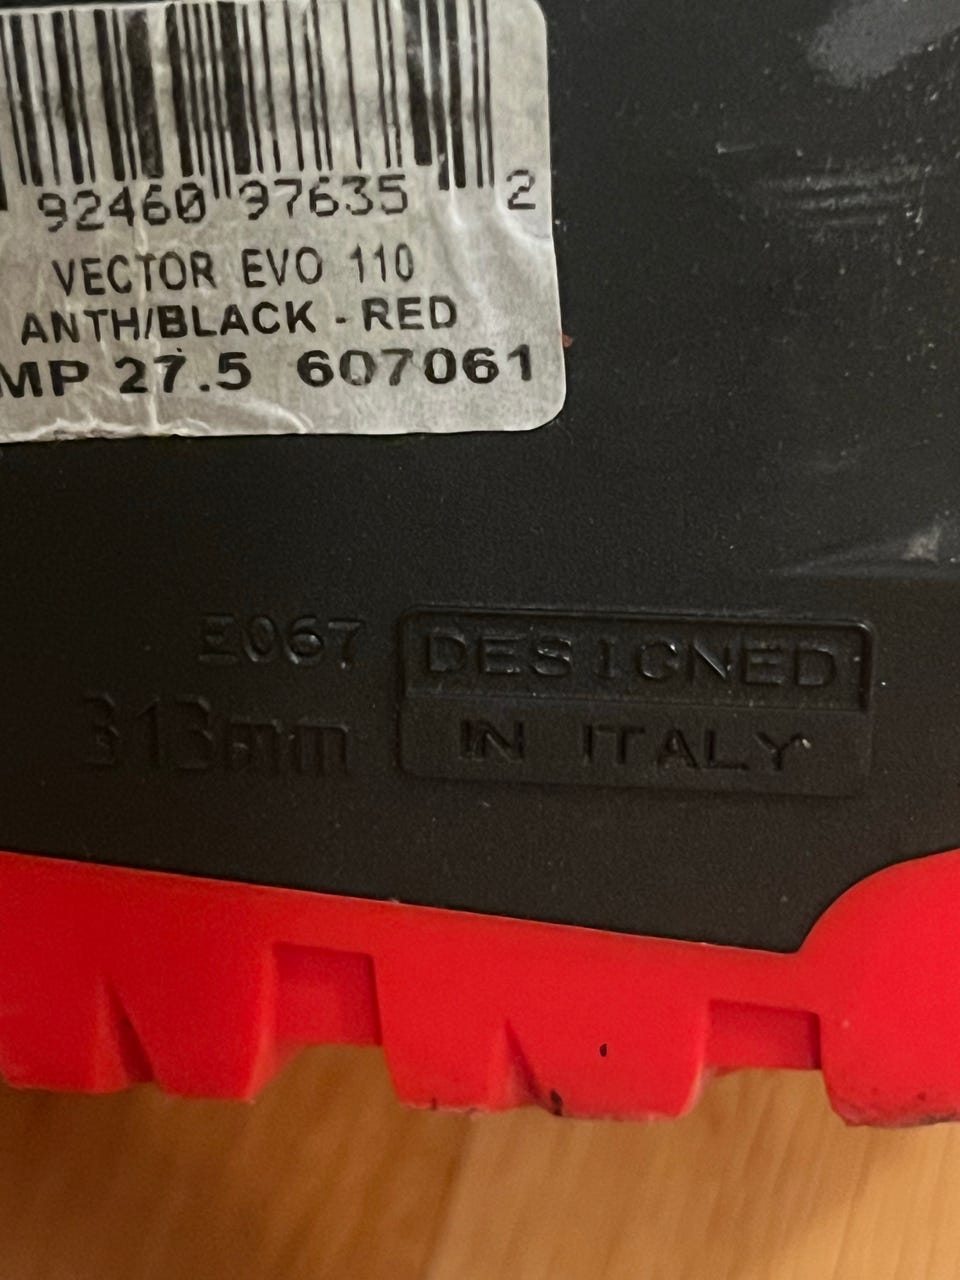 92460 97635 2
VECTOR EVO 110
ANTH/BLACK - RED
MP 27.5 607061
E067
313mm
DESIGNED
IN ITALY